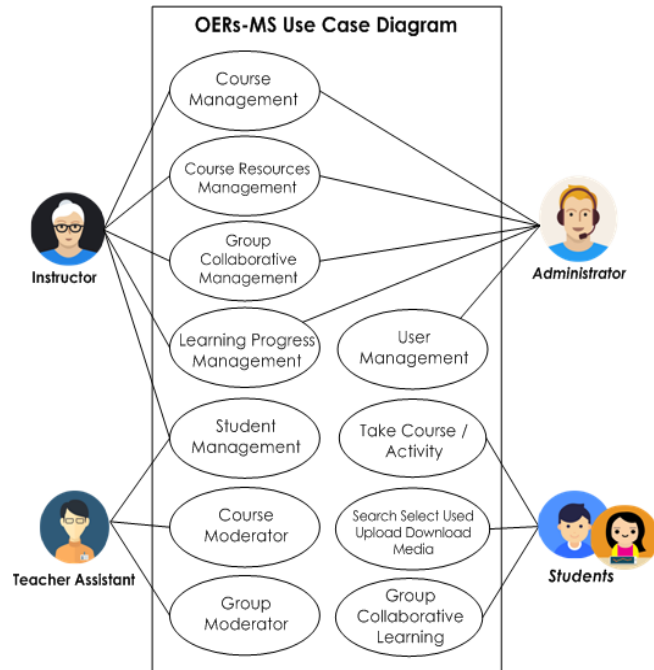 OERs-MS Use Case Diagram
Course
Management
Course Resources
Management
Group
Collaborative
Management
Instructor
Administrator
Learning Progress
Management
User
Management
Student
Management
Take Course /
Activity
Course
Moderator
Search Select Used
Upload Download
Media
Teacher Assistant
Students
Group
Moderator
Group
Collaborative
Learning